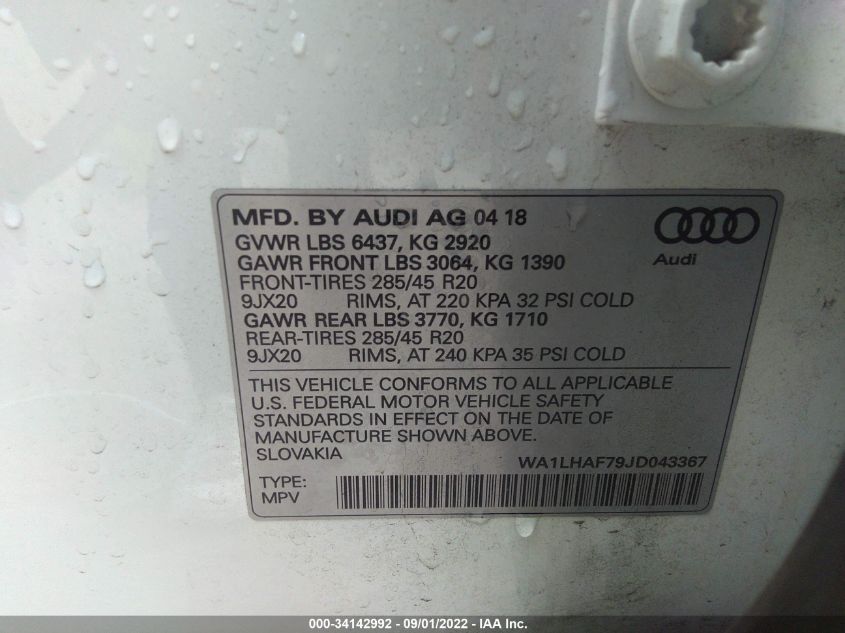 MFD. BY AUDI AG 04 18
GVWR LBS 6437, KG 2920
GAWR FRONT LBS 3064, KG 1390
FRONT-TIRES 285/45 R20
9JX20 RIMS, AT 220 KPA 32 PSI COLD
GAWR REAR LBS 3770, KG 1710
REAR-TIRES 285/45 R20
9JX20 RIMS, AT 240 KPA 35 PSI COLD
Audi
THIS VEHICLE CONFORMS TO ALL APPLICABLE
U.S. FEDERAL MOTOR VEHICLE SAFETY
STANDARDS IN EFFECT ON THE DATE OF
MANUFACTURE SHOWN ABOVE.
SLOVAKIA WA1LHAF79JD043367
TYPE:
MPV
000-34142992 - 09/01/2022 - IAA Inc.